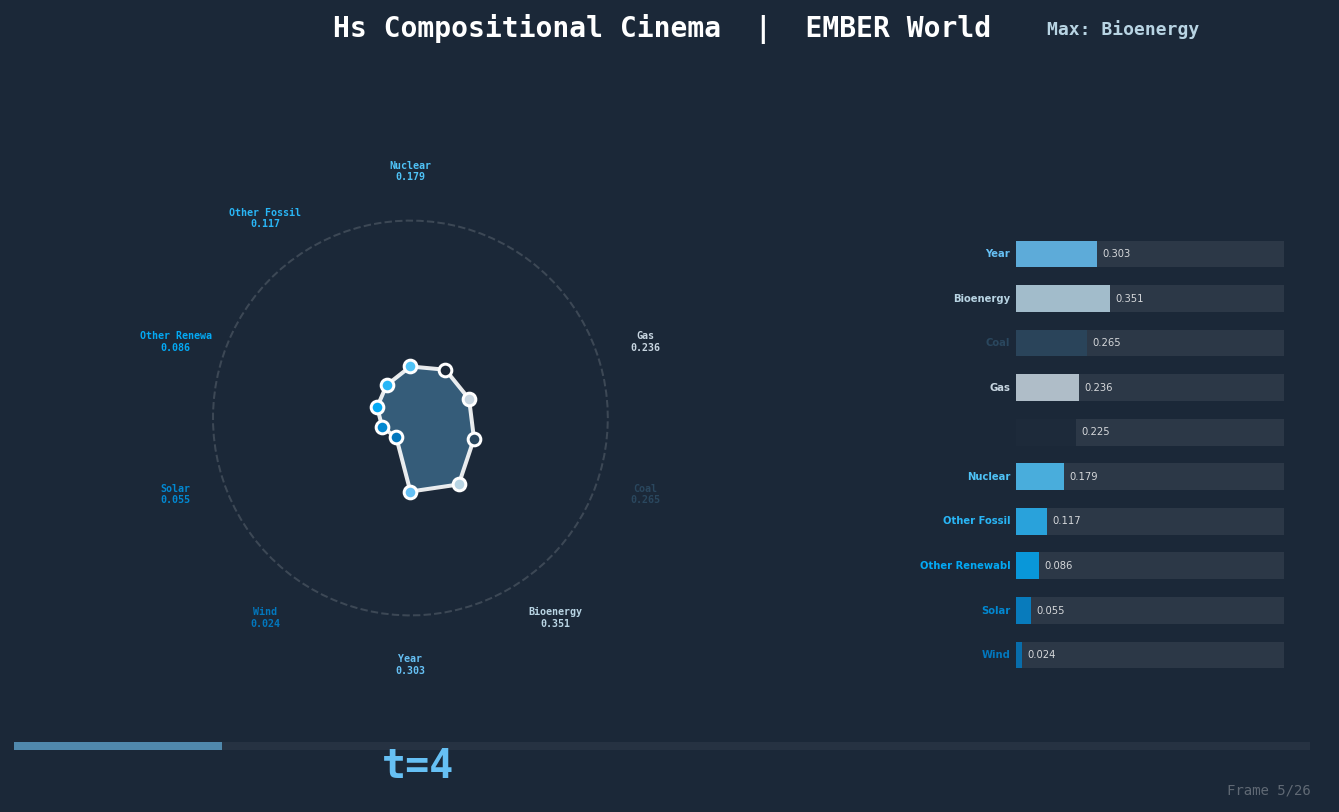 Hs Compositional Cinema | EMBER World
Max: Bioenergy
Nuclear
0.179
Other Fossil
0.117
Other Renewa
0.086
Gas
0.236
Solar
0.055
Coal
0.265
Wind
0.024
Bioenergy
0.351
Year
0.303
Year 0.303
Bioenergy 0.351
Coal 0.265
Gas 0.236
0.225
Nuclear 0.179
Other Fossil 0.117
Other Renewabl 0.086
Solar 0.055
Wind 0.024
t=4
Frame 5/26